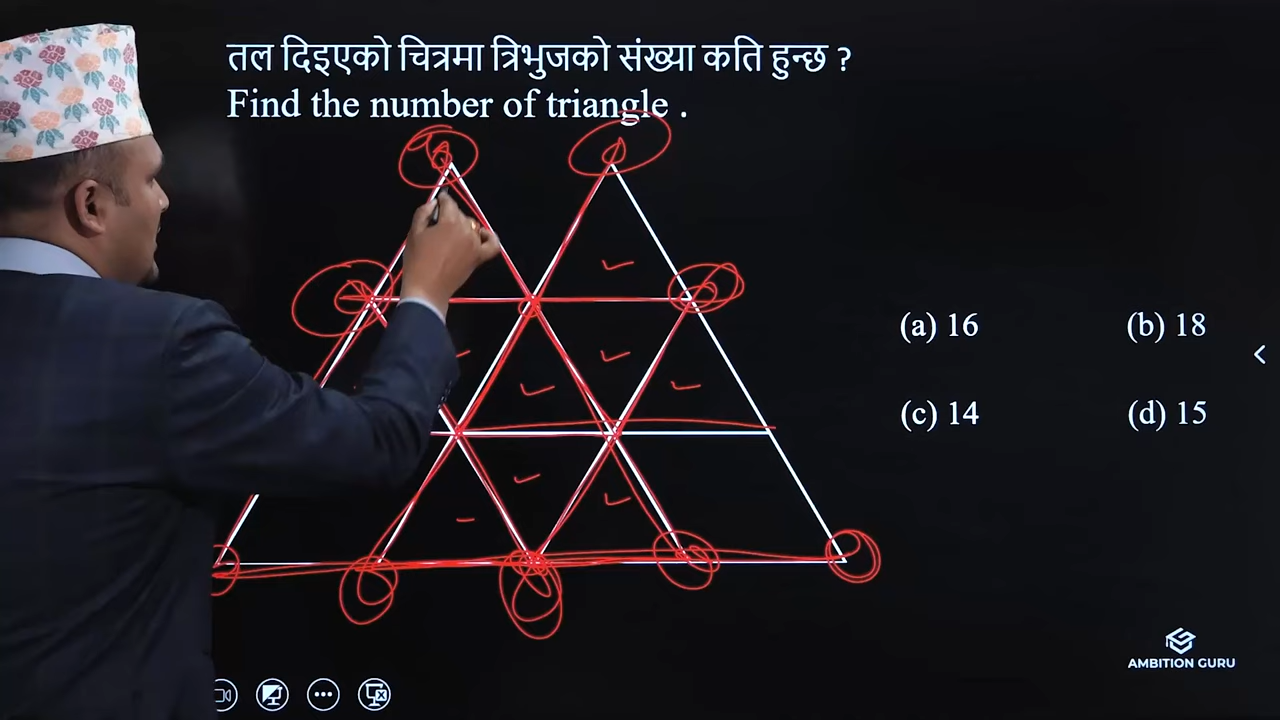 तल दिइएको चित्रमा त्रिभुजको संख्या कति हुन्छ ?
Find the number of triangle .
(a) 16
(b) 18
(c) 14
(d) 15
AMBITION GURU